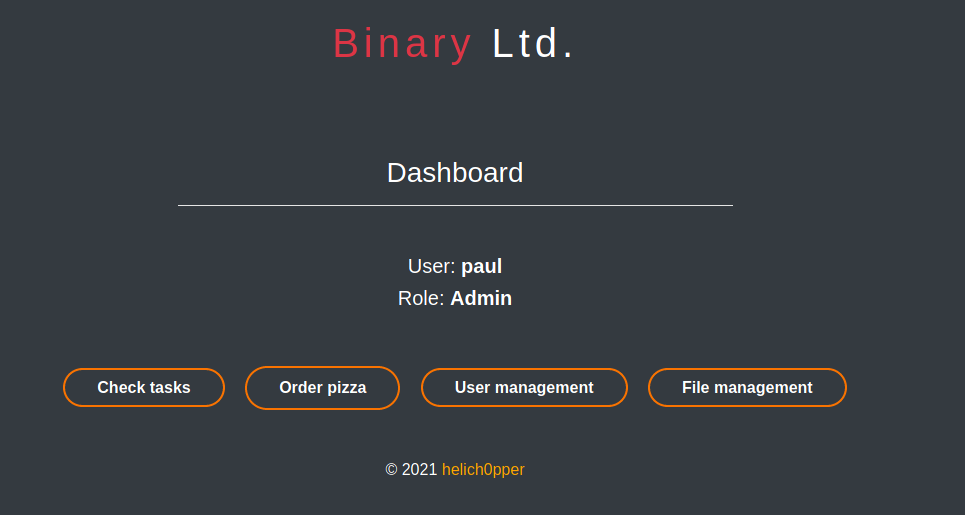 Binary Ltd.
Dashboard
User: paul
Role: Admin
Check tasks
Order pizza
User management
File management
© 2021 helich0pper